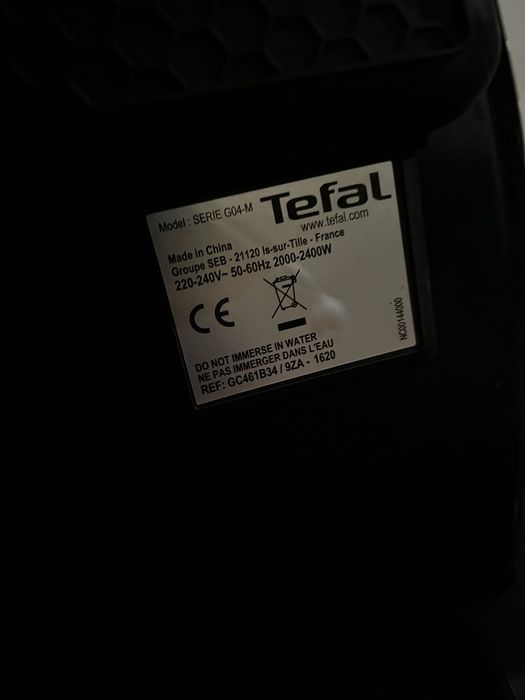 Model : SERIE G04-M
Tefal
www.tefal.com
Made in China
Groupe SEB - 21120 Is-sur-Tille - France
220-240V~ 50-60Hz 2000-2400W
CE
DO NOT IMMERSE IN WATER
NE PAS IMMERGER DANS L'EAU
REF: GC461B34 / 9ZA - 1620
NC00144000